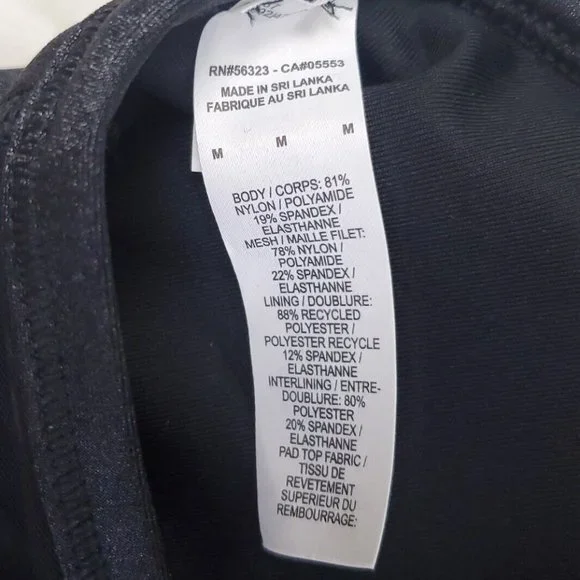 RN#56323 - CA#05553
MADE IN SRI LANKA
FABRIQUE AU SRI LANKA
M M M
BODY / CORPS: 81%
NYLON / POLYAMIDE
19% SPANDEX /
ELASTHANNE
MESH / MAILLE FILET:
78% NYLON /
POLYAMIDE
22% SPANDEX /
ELASTHANNE
LINING / DOUBLURE:
88% RECYCLED
POLYESTER /
POLYESTER RECYCLE
12% SPANDEX /
ELASTHANNE
INTERLINING / ENTRE-
DOUBLURE: 80%
POLYESTER
20% SPANDEX /
ELASTHANNE
PAD TOP FABRIC /
TISSU DE
REVETEMENT
SUPERIEUR DU
REMBOURRAGE: